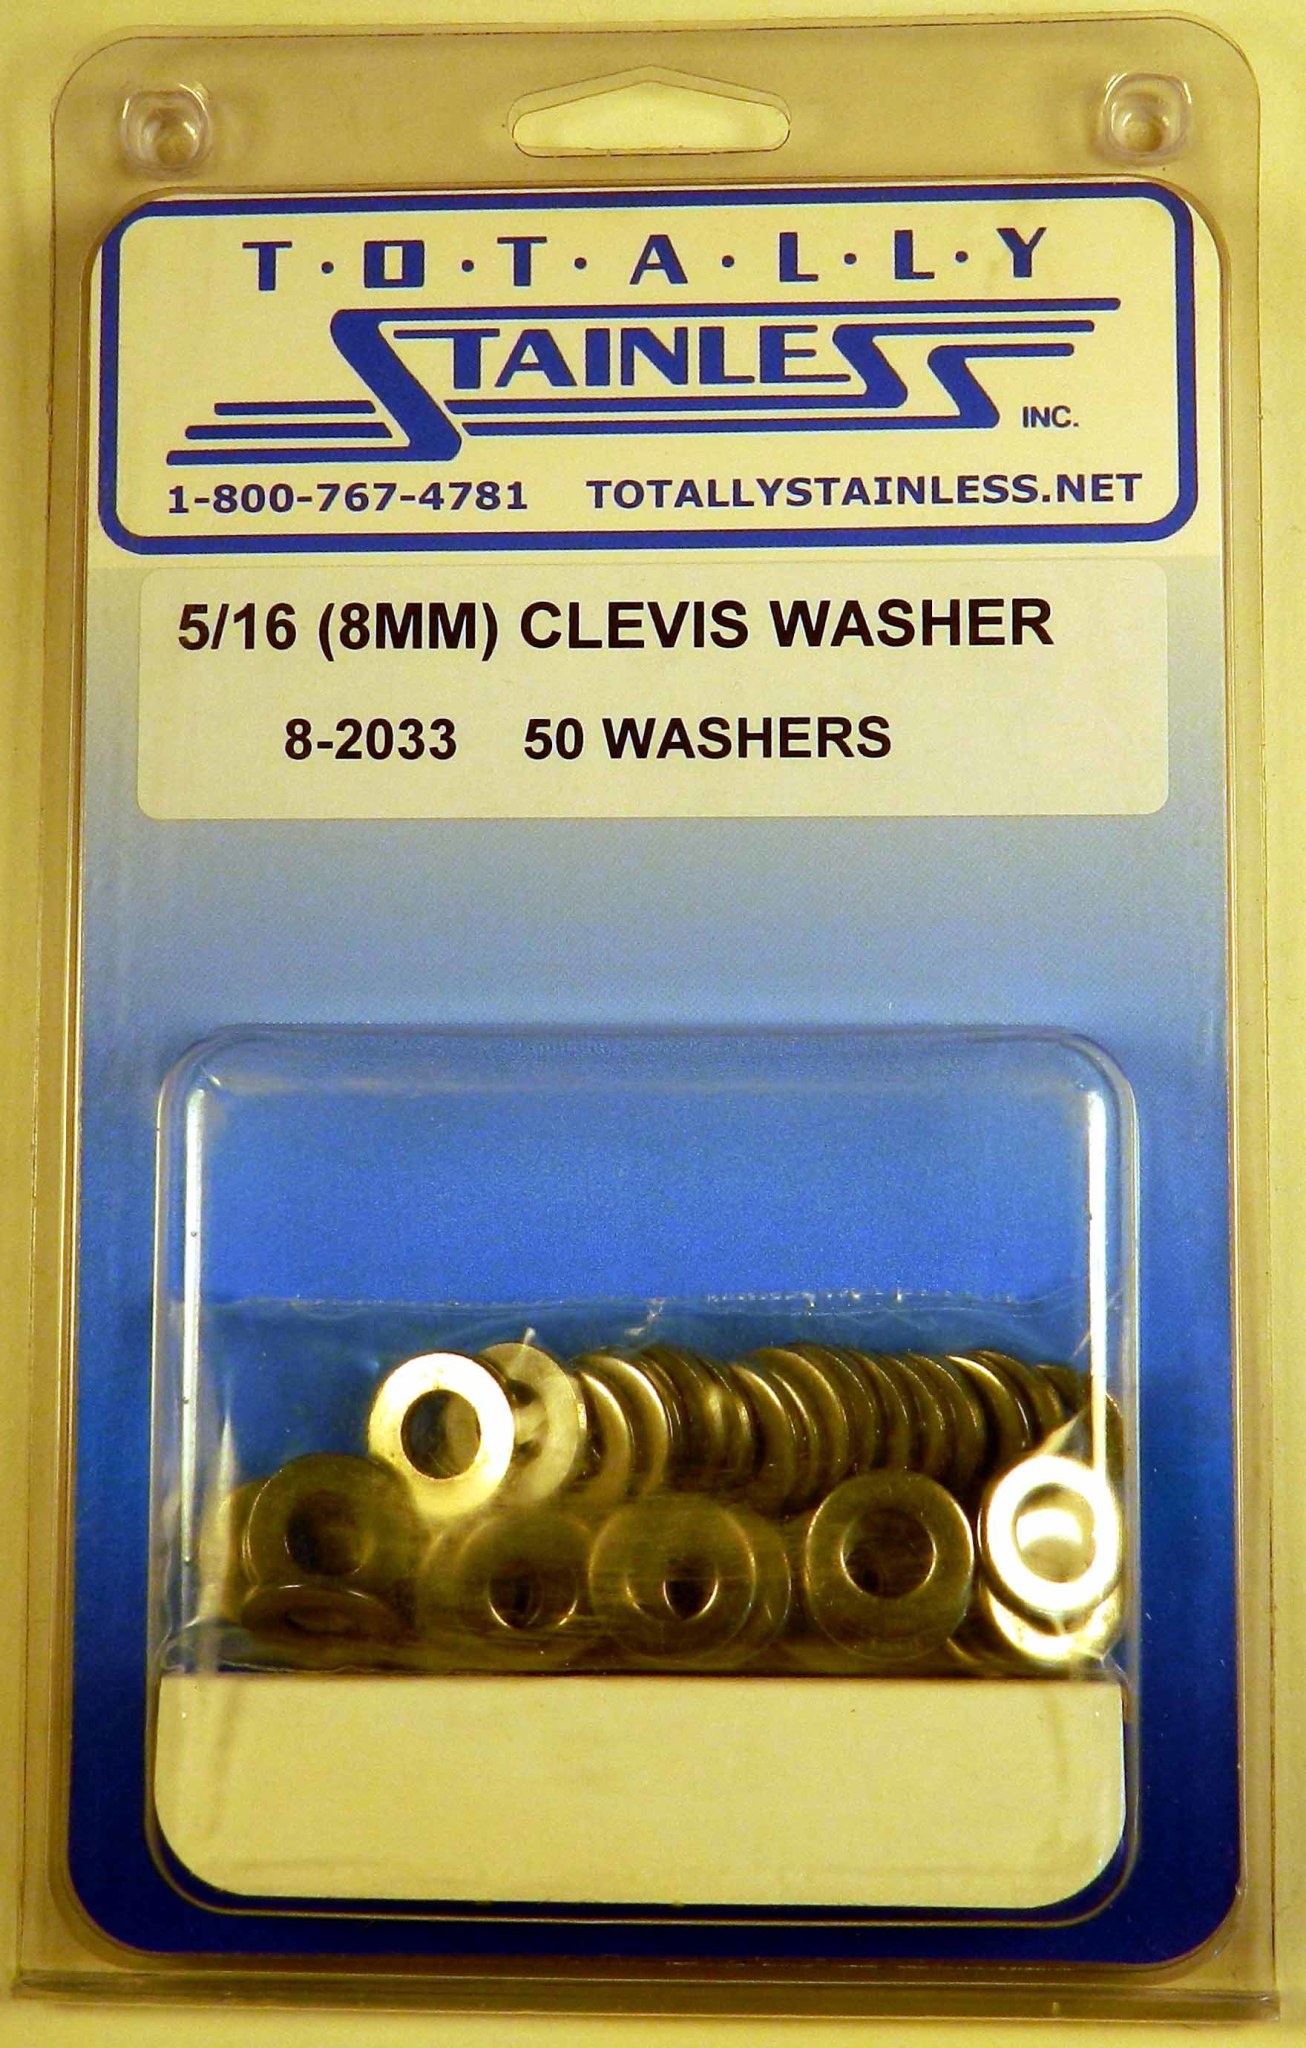 T·O·T·A·L·L·Y
STAINLESS INC.
1-800-767-4781 TOTALLYSTAINLESS.NET
5/16 (8MM) CLEVIS WASHER
8-2033 50 WASHERS